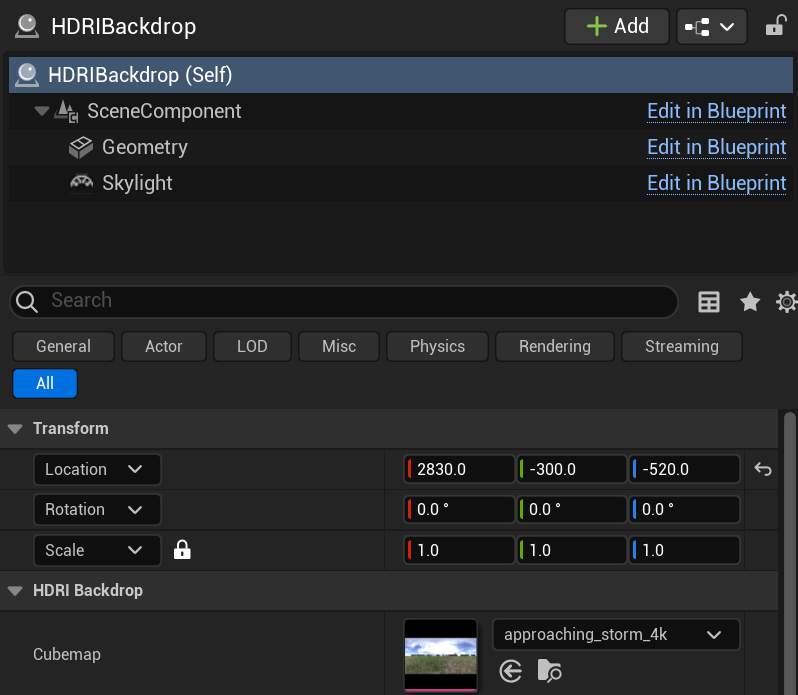 HDRIBackdrop
Add
HDRIBackdrop (Self)
SceneComponent Edit in Blueprint
Geometry Edit in Blueprint
Skylight Edit in Blueprint
Search
General Actor LOD Misc Physics Rendering Streaming
All
Transform
Location 2830.0 -300.0 -520.0
Rotation 0.0 ° 0.0 ° 0.0 °
Scale 1.0 1.0 1.0
HDRI Backdrop
Cubemap approaching_storm_4k